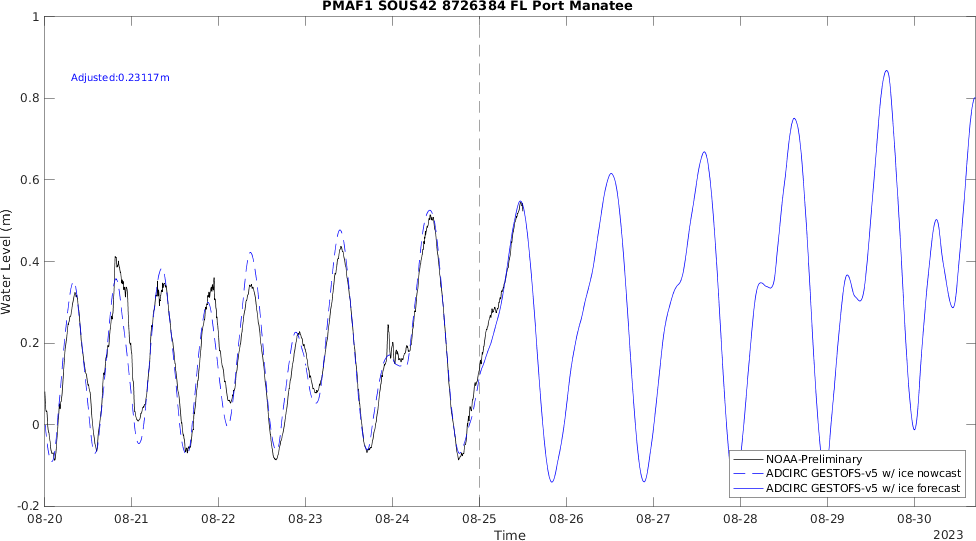 PMAF1 SOUS42 8726384 FL Port Manatee
Adjusted:0.23117m
Water Level (m)
1
0.8
0.6
0.4
0.2
0
-0.2
08-20 08-21 08-22 08-23 08-24 08-25 08-26 08-27 08-28 08-29 08-30
Time
2023
NOAA-Preliminary
ADCIRC GESTOFS-v5 w/ ice nowcast
ADCIRC GESTOFS-v5 w/ ice forecast